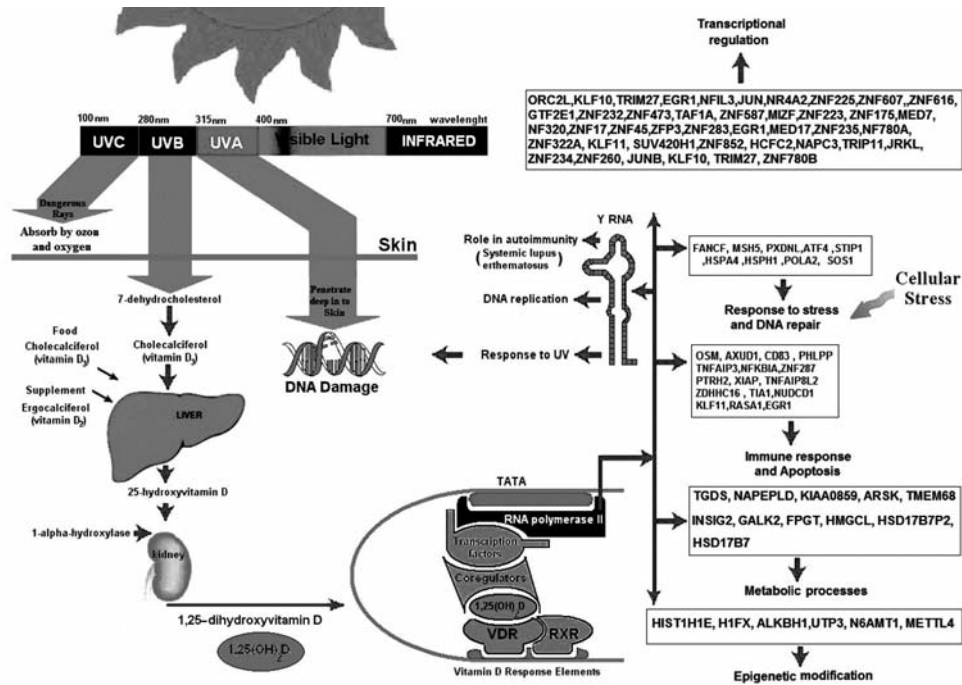 Transcriptional
regulation
ORC2L,KLF10,TRIM27,EGR1,NFIL3,JUN,NR4A2,ZNF225,ZNF607,,ZNF616,
GTF2E1,ZNF232,ZNF473, TAF1A, ZNF587,MIZF,ZNF223, ZNF175,MED7,
NF320,ZNF17,ZNF45,ZFP3,ZNF283,EGR1,MED17,ZNF235,NF780A,
ZNF322A, KLF11, SUV420H1,ZNF852, HCFC2,NAPC3,TRIP11,JRKL,
ZNF234,ZNF260, JUNB, KLF10, TRIM27, ZNF780B
100nm 280nm 315nm 400nm 700nm wavelenght
UVC UVB UVA Visible Light INFRARED
Dangerous
Rays
Absorb by ozon
and oxygen
Skin
7-dehydrocholesterol
Penetrate
deep in to
Skin
Food
Cholecalciferol
(vitamin D3)
Cholecalciferol
(vitamin D3)
DNA Damage
Supplement
Ergocalciferol
(vitamin D2)
LIVER
25-hydroxyvitamin D
1-alpha-hydroxylase
kidney
1,25-dihydroxyvitamin D
1,25(OH)2D
Y RNA
Role in autoimmunity
(Systemic lupus
erthematosus)
DNA replication
Response to UV
FANCF, MSH5, PXDNL,ATF4 ,STIP1
,HSPA4 ,HSPH1 ,POLA2, SOS1
Cellular
Stress
Response to stress
and DNA repair
OSM, AXUD1, CD83 , PHLPP
TNFAIP3,NFKBIA,ZNF287
PTRH2, XIAP, TNFAIP8L2
ZDHHC16 , TIA1,NUDCD1
KLF11,RASA1,EGR1
Immune response
and Apoptosis
TGDS, NAPEPLD, KIAA0859, ARSK, TMEM68
INSIG2, GALK2, FPGT, HMGCL, HSD17B7P2,
HSD17B7
Metabolic processes
HIST1H1E, H1FX, ALKBH1,UTP3, N6AMT1, METTL4
Epigenetic modification
TATA
RNA polymerase II
Transcription
factors
Coregulators
1,25(OH)2D
VDR RXR
Vitamin D Response Elements